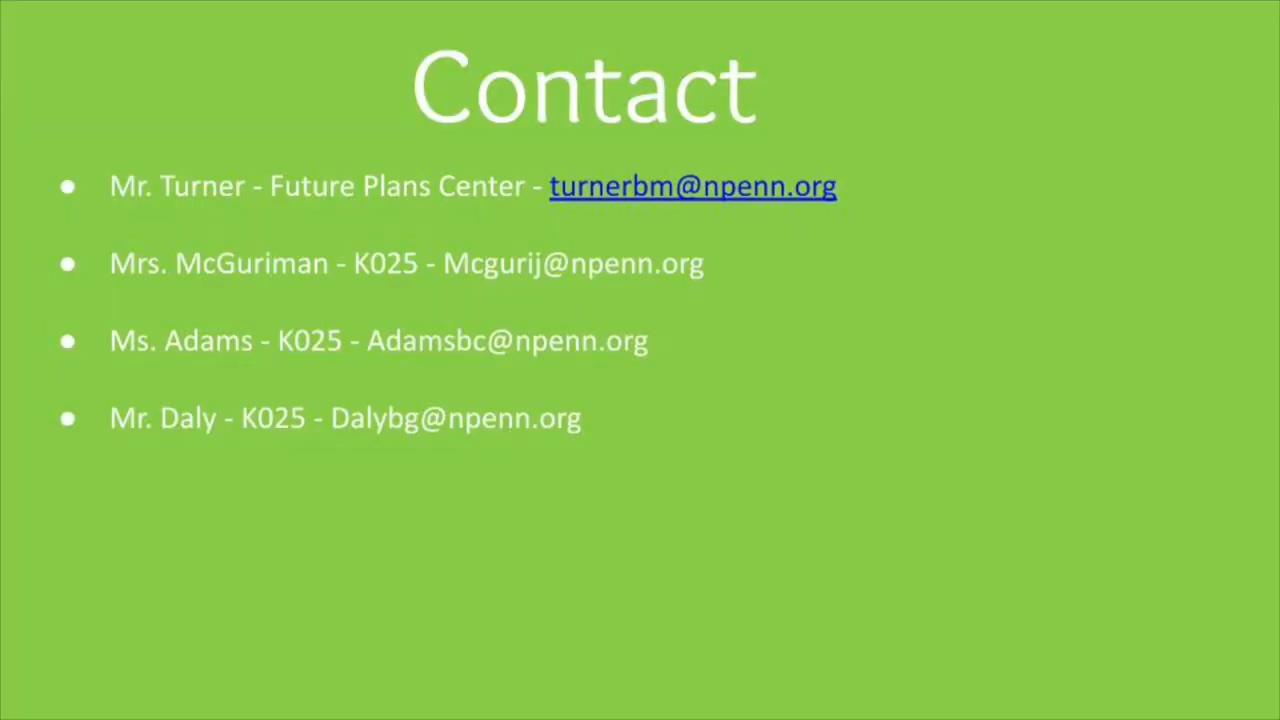 Contact
● Mr. Turner - Future Plans Center - turnerbm@npenn.org
● Mrs. McGuriman - K025 - Mcgurij@npenn.org
● Ms. Adams - K025 - Adamsbc@npenn.org
● Mr. Daly - K025 - Dalybg@npenn.org